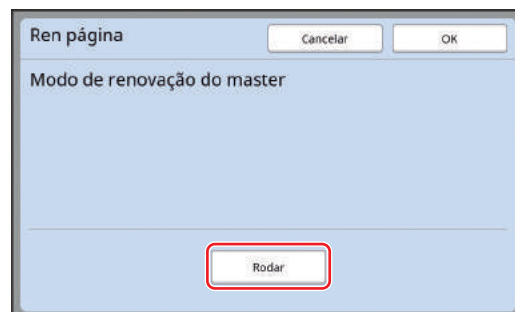 Ren página
Cancelar
OK
Modo de renovação do master
Rodar